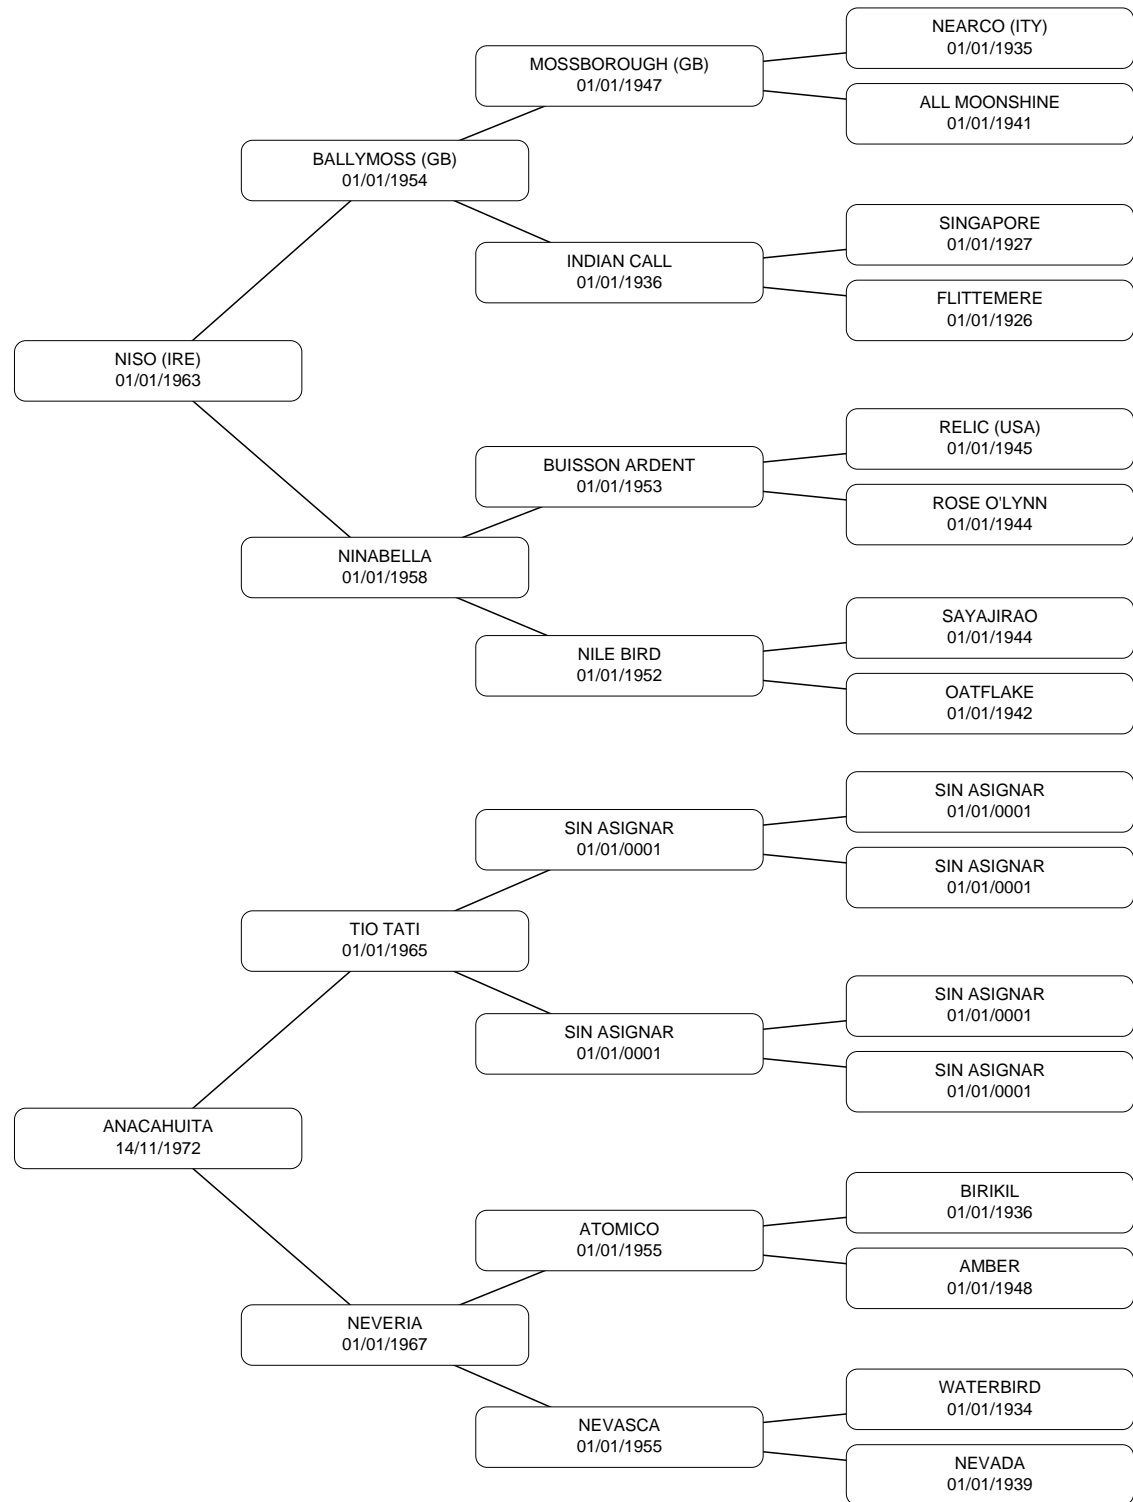 NEARCO (ITY)
01/01/1935
MOSSBOROUGH (GB)
01/01/1947
ALL MOONSHINE
01/01/1941
BALLYMOSS (GB)
01/01/1954
SINGAPORE
01/01/1927
INDIAN CALL
01/01/1936
FLITTEMERE
01/01/1926
NISO (IRE)
01/01/1963
RELIC (USA)
01/01/1945
BUISSON ARDENT
01/01/1953
ROSE O'LYNN
01/01/1944
NINABELLA
01/01/1958
SAYAJIRAO
01/01/1944
NILE BIRD
01/01/1952
OATFLAKE
01/01/1942
SIN ASIGNAR
01/01/0001
SIN ASIGNAR
01/01/0001
SIN ASIGNAR
01/01/0001
TIO TATI
01/01/1965
SIN ASIGNAR
01/01/0001
SIN ASIGNAR
01/01/0001
SIN ASIGNAR
01/01/0001
ANACAHUITA
14/11/1972
BIRIKIL
01/01/1936
ATOMICO
01/01/1955
AMBER
01/01/1948
NEVERIA
01/01/1967
WATERBIRD
01/01/1934
NEVASCA
01/01/1955
NEVADA
01/01/1939